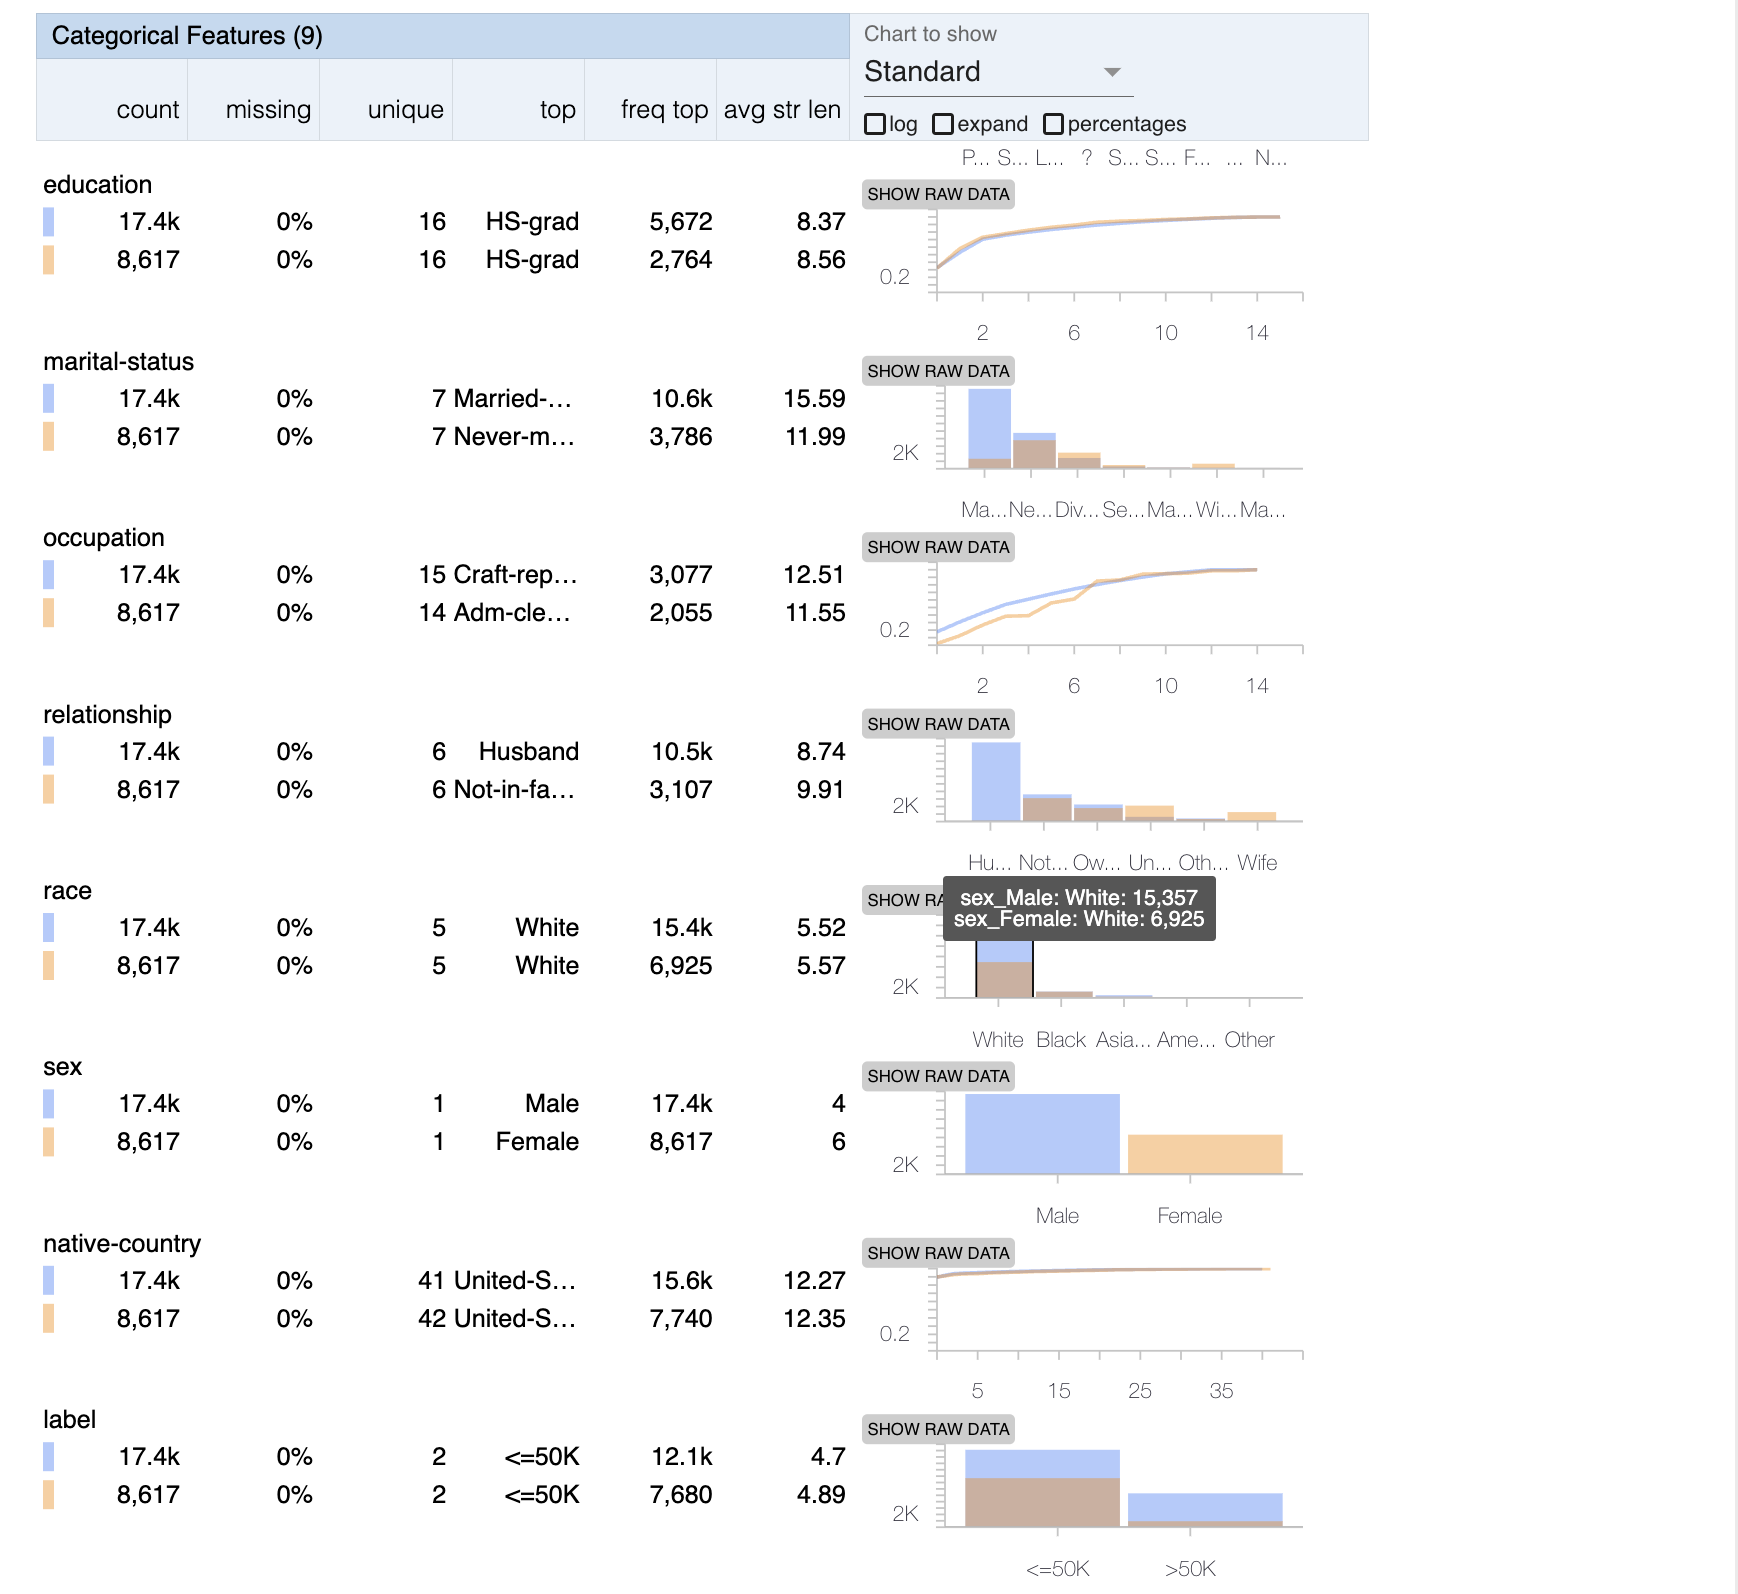 Categorical Features (9)
Chart to show
Standard
count missing unique top freq top avg str len
log expand percentages
P... S... L... ? S... S... F... ... N...
education
SHOW RAW DATA
17.4k 0% 16 HS-grad 5,672 8.37
8,617 0% 16 HS-grad 2,764 8.56
0.2
2 6 10 14
marital-status
SHOW RAW DATA
17.4k 0% 7 Married-... 10.6k 15.59
8,617 0% 7 Never-m... 3,786 11.99
2K
Ma... Ne... Div... Se... Ma... Wi... Ma...
occupation
SHOW RAW DATA
17.4k 0% 15 Craft-rep... 3,077 12.51
8,617 0% 14 Adm-cle... 2,055 11.55
0.2
2 6 10 14
relationship
SHOW RAW DATA
17.4k 0% 6 Husband 10.5k 8.74
8,617 0% 6 Not-in-fa... 3,107 9.91
2K
Hu... Not... Ow... Un... Oth... Wife
race
SHOW RA
sex_Male: White: 15,357
sex_Female: White: 6,925
17.4k 0% 5 White 15.4k 5.52
8,617 0% 5 White 6,925 5.57
2K
White Black Asia... Ame... Other
sex
SHOW RAW DATA
17.4k 0% 1 Male 17.4k 4
8,617 0% 1 Female 8,617 6
2K
Male Female
native-country
SHOW RAW DATA
17.4k 0% 41 United-S... 15.6k 12.27
8,617 0% 42 United-S... 7,740 12.35
0.2
5 15 25 35
label
SHOW RAW DATA
17.4k 0% 2 <=50K 12.1k 4.7
8,617 0% 2 <=50K 7,680 4.89
2K
<=50K >50K